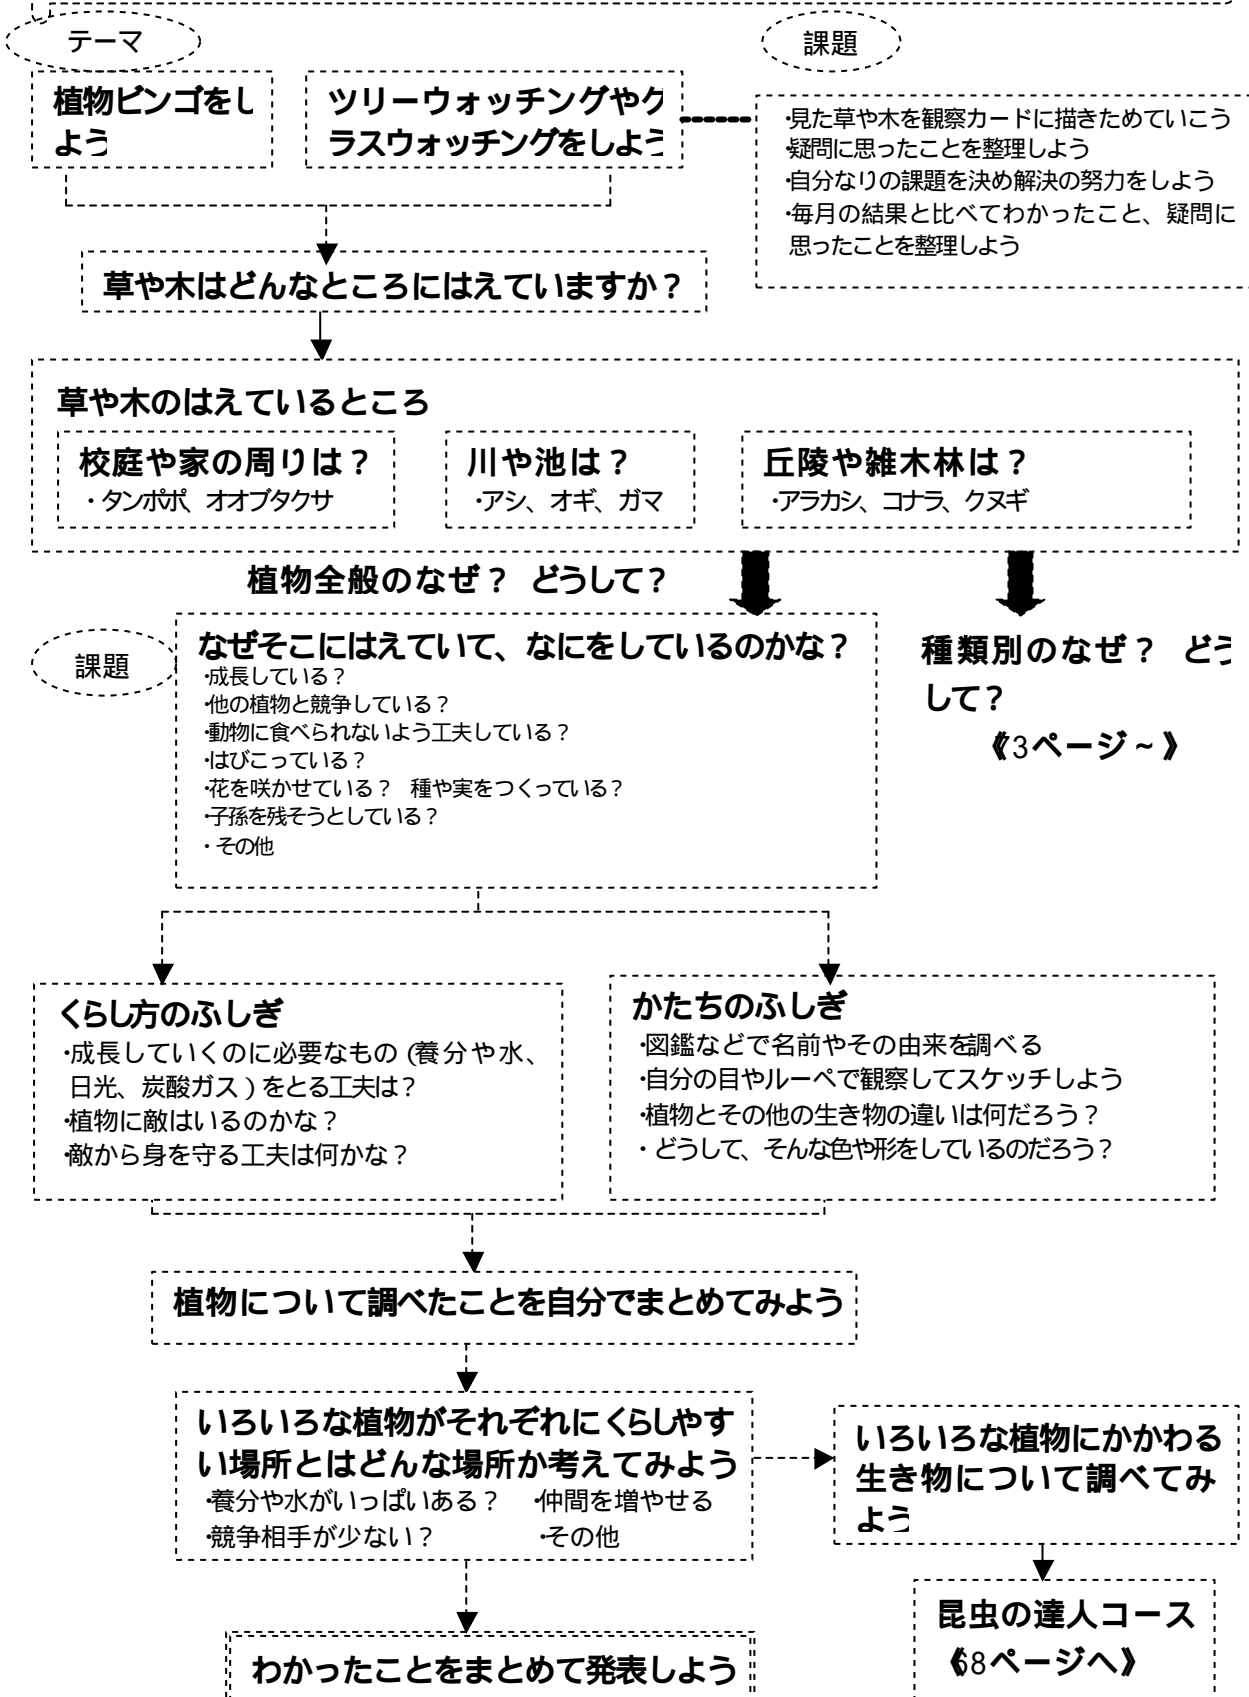 テーマ
課題
植物ビンゴをし
よう
ツリーウォッチングやグ
ラスウォッチングをしよう
・見た草や木を観察カードに描きためていこう
・疑問に思ったことを整理しよう
・自分なりの課題を決め解決の努力をしよう
・毎月の結果と比べてわかったこと、疑問に
思ったことを整理しよう
草や木はどんなところにはえていますか？
草や木のはえているところ
校庭や家の周りは？
・タンポポ、オオブタクサ
川や池は？
・アシ、オギ、ガマ
丘陵や雑木林は？
・アラカシ、コナラ、クヌギ
植物全般のなぜ？ どうして？
課題
なぜそこにはえていて、なにをしているのかな？
・成長している？
・他の植物と競争している？
・動物に食べられないよう工夫している？
・はびこっている？
・花を咲かせている？ 種や実をつくっている？
・子孫を残そうとしている？
・その他
種類別のなぜ？ どう
して？
3ページ～》
くらし方のふしぎ
・成長していくのに必要なもの（養分や水、
日光、炭酸ガス）をとる工夫は？
・植物に敵はいるのかな？
・敵から身を守る工夫は何かな？
かたちのふしぎ
・図鑑などで名前やその由来を調べる
・自分の目やルーペで観察してスケッチしよう
・植物とその他の生き物の違いは何だろう？
・どうして、そんな色や形をしているのだろう？
植物について調べたことを自分でまとめてみよう
いろいろな植物がそれぞれにくらしやす
い場所とはどんな場所か考えてみよう
・養分や水がいっぱいある？ ・仲間を増やせる
・競争相手が少ない？ ・その他
いろいろな植物にかかわる
生き物について調べてみ
よう
昆虫の達人コース
《68ページへ》
わかったことをまとめて発表しよう